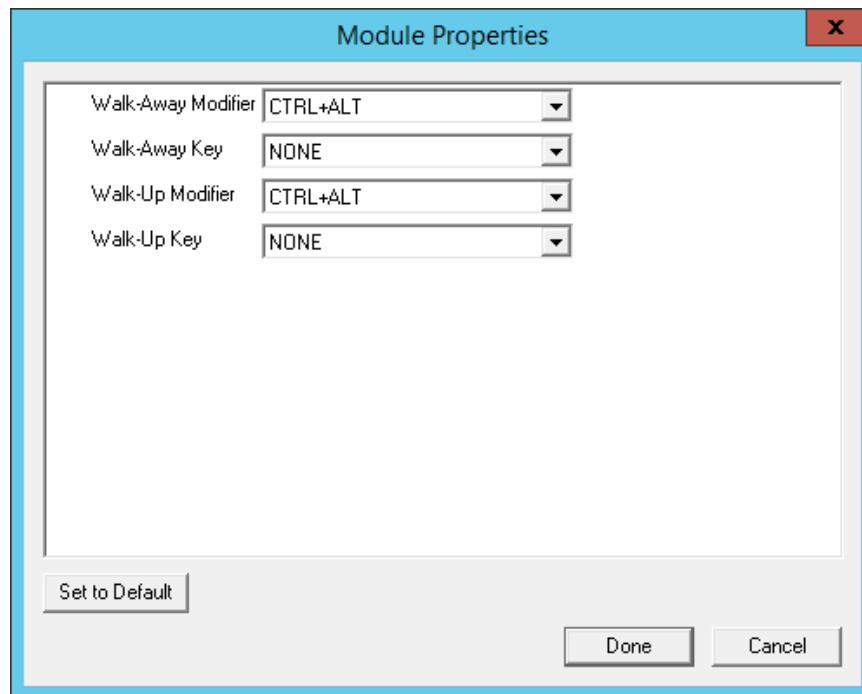 Module Properties
x
Walk-Away Modifier CTRL+ALT
Walk-Away Key NONE
Walk-Up Modifier CTRL+ALT
Walk-Up Key NONE
Set to Default
Done Cancel